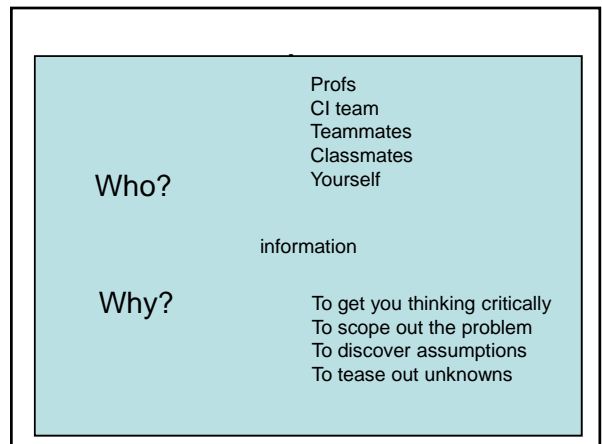 Profs
CI team
Teammates
Classmates
Yourself
Who?
information
Why?
To get you thinking critically
To scope out the problem
To discover assumptions
To tease out unknowns